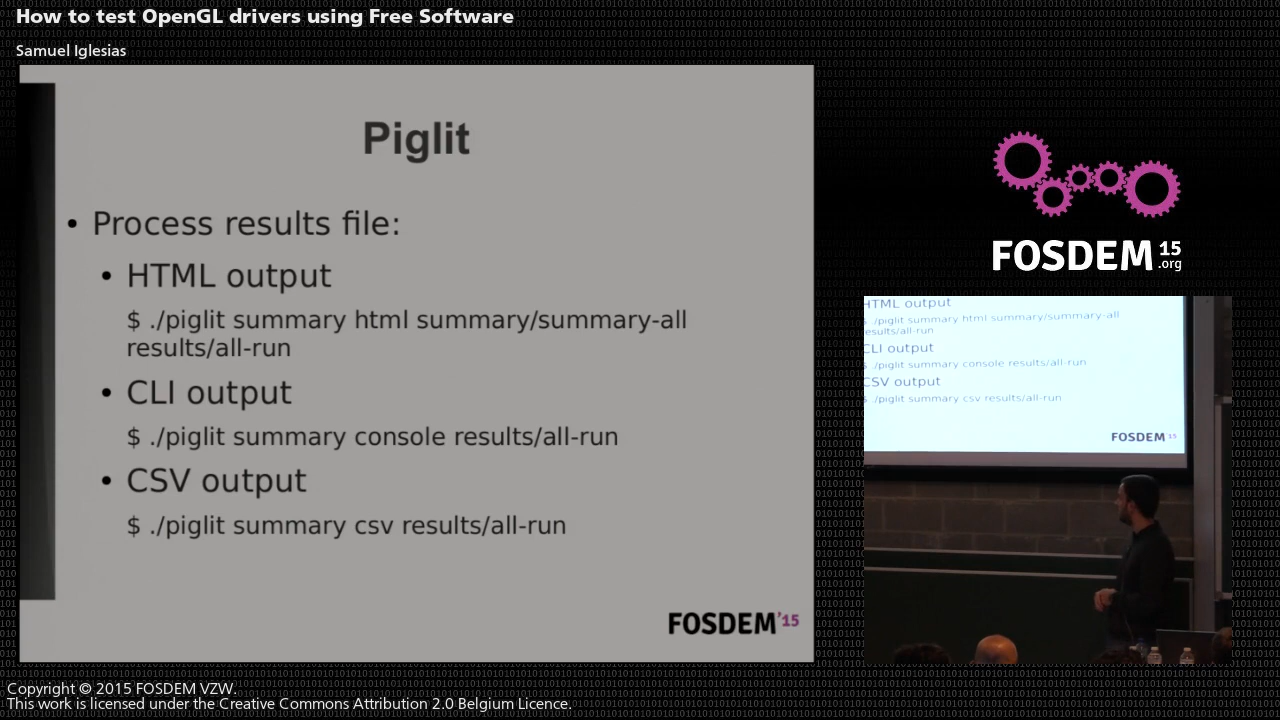 How to test OpenGL drivers using Free Software
Samuel Iglesias
Piglit
• Process results file:
• HTML output
$ ./piglit summary html summary/summary-all
results/all-run
• CLI output
$ ./piglit summary console results/all-run
• CSV output
$ ./piglit summary csv results/all-run
FOSDEM'15
FOSDEM 15
.org
HTML output
$ ./piglit summary html summary/summary-all
results/all-run
CLI output
$ ./piglit summary console results/all-run
CSV output
$ ./piglit summary csv results/all-run
FOSDEM'15
Copyright © 2015 FOSDEM VZW.
This work is licensed under the Creative Commons Attribution 2.0 Belgium Licence.